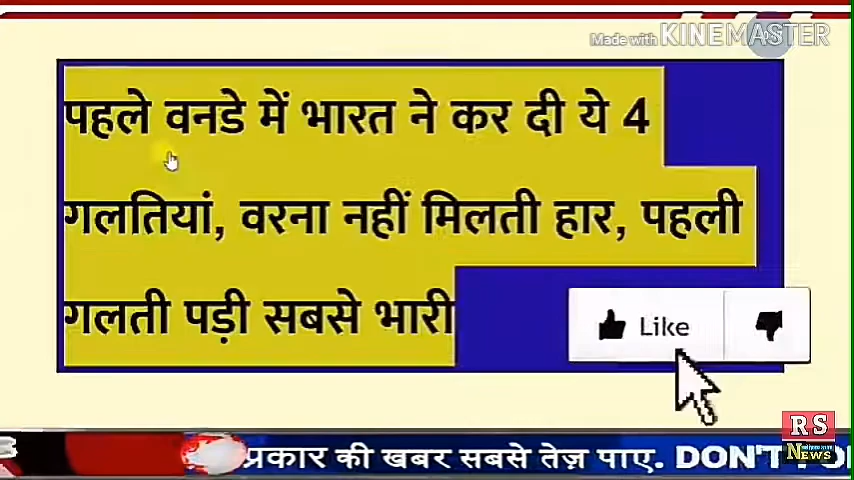 Made with KINEMASTER
पहले वनडे में भारत ने कर दी ये 4
गलतियां, वरना नहीं मिलती हार, पहली
गलती पड़ी सबसे भारी
Like
RS
NEWS
प्रकार की खबर सबसे तेज़ पाए. DON'T